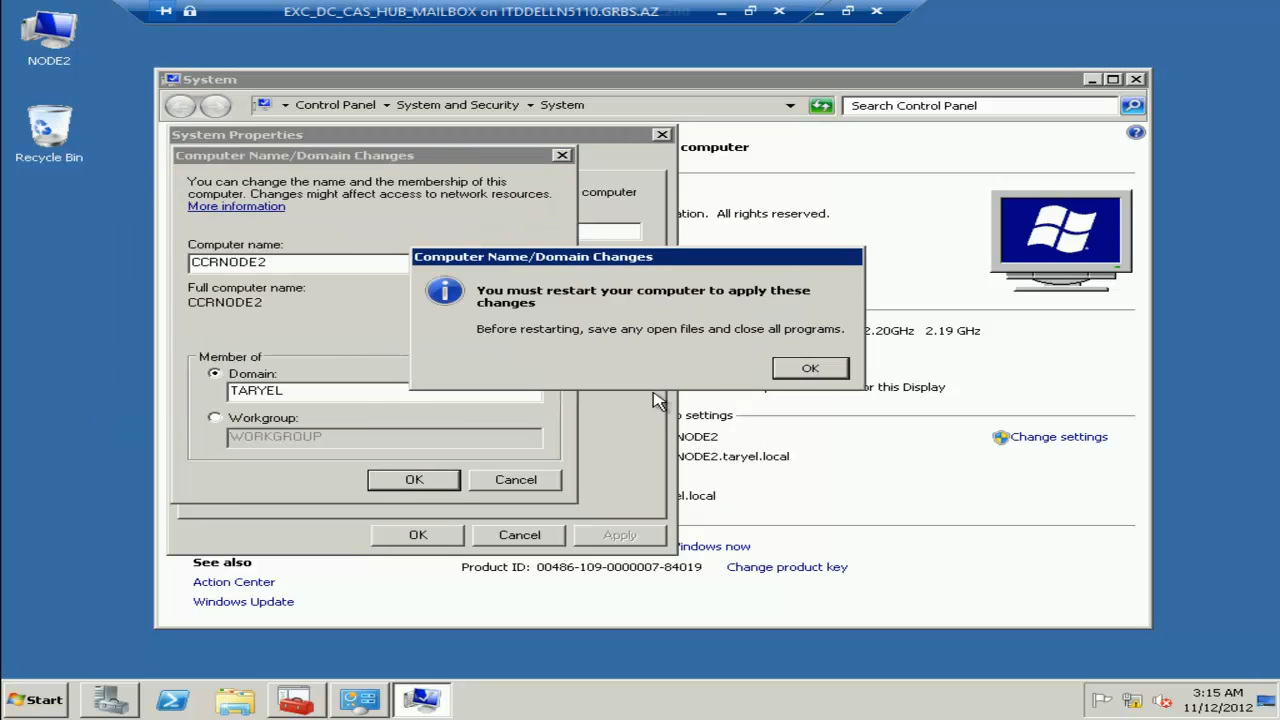 EXC_DC_CAS_HUB_MAILBOX on ITDDELLN5110.GRBS.AZ
NODE2
Recycle Bin
System
Control Panel
System and Security
System
Search Control Panel
System Properties
computer
Computer Name/Domain Changes
You can change the name and the membership of this
computer. Changes might affect access to network resources.
More information
computer
ation. All rights reserved.
Computer name:
CCRNODE2
Full computer name:
CCRNODE2
Computer Name/Domain Changes
You must restart your computer to apply these
changes
Before restarting, save any open files and close all programs.
OK
2.20GHz 2.19 GHz
Member of
Domain:
TARYEL
Workgroup:
WORKGROUP
OK
Cancel
or this Display
settings
NODE2
Change settings
NODE2.taryel.local
el.local
OK
Cancel
Apply
Windows now
See also
Product ID: 00486-109-0000007-84019
Change product key
Action Center
Windows Update
Start
3:15 AM
11/12/2012